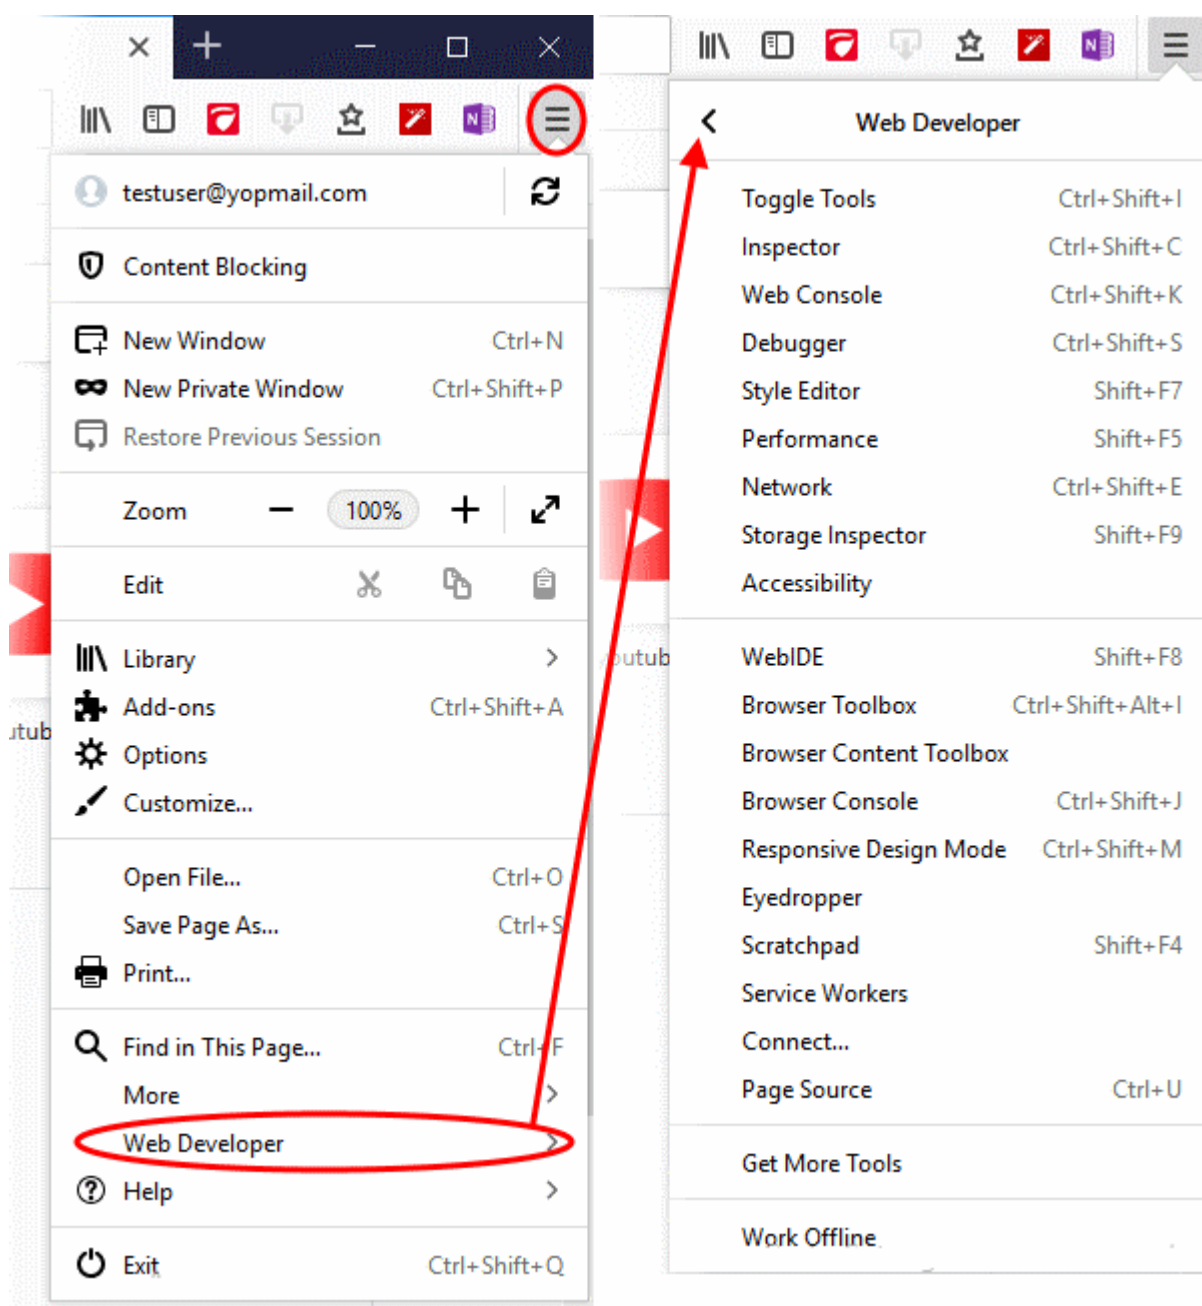 testuser@yopmail.com
Content Blocking
New Window Ctrl+N
New Private Window Ctrl+Shift+P
Restore Previous Session
Zoom 100%
Edit
Library
Add-ons Ctrl+Shift+A
Options
Customize...
Open File... Ctrl+O
Save Page As... Ctrl+S
Print...
Find in This Page... Ctrl+F
More
Web Developer
Help
Exit Ctrl+Shift+Q
utub
N
Web Developer
Toggle Tools Ctrl+Shift+I
Inspector Ctrl+Shift+C
Web Console Ctrl+Shift+K
Debugger Ctrl+Shift+S
Style Editor Shift+F7
Performance Shift+F5
Network Ctrl+Shift+E
Storage Inspector Shift+F9
Accessibility
WebIDE Shift+F8
Browser Toolbox Ctrl+Shift+Alt+I
Browser Content Toolbox
Browser Console Ctrl+Shift+J
Responsive Design Mode Ctrl+Shift+M
Eyedropper
Scratchpad Shift+F4
Service Workers
Connect...
Page Source Ctrl+U
Get More Tools
Work Offline
outub
N